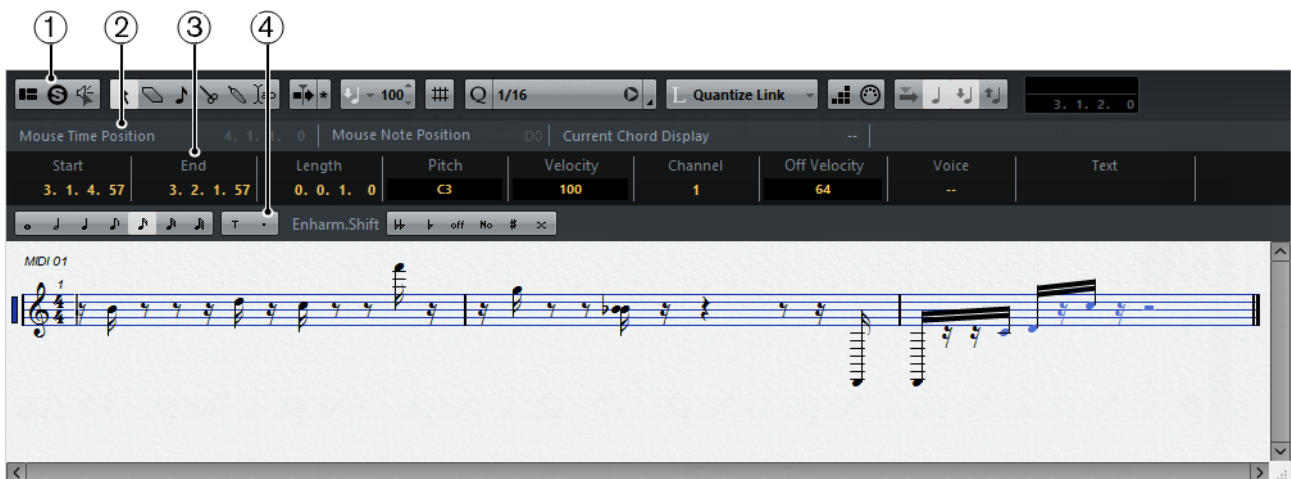 1 2 3 4
100 Q 1/16 L Quantize Link 3. 1. 2. 0
Mouse Time Position 4. 1. 1. 0 Mouse Note Position D0 Current Chord Display --
Start End Length Pitch Velocity Channel Off Velocity Voice Text
3. 1. 4. 57 3. 2. 1. 57 0. 0. 1. 0 C3 100 1 64 --
T . Enharm.Shift off No
MIDI 01
1
4
4